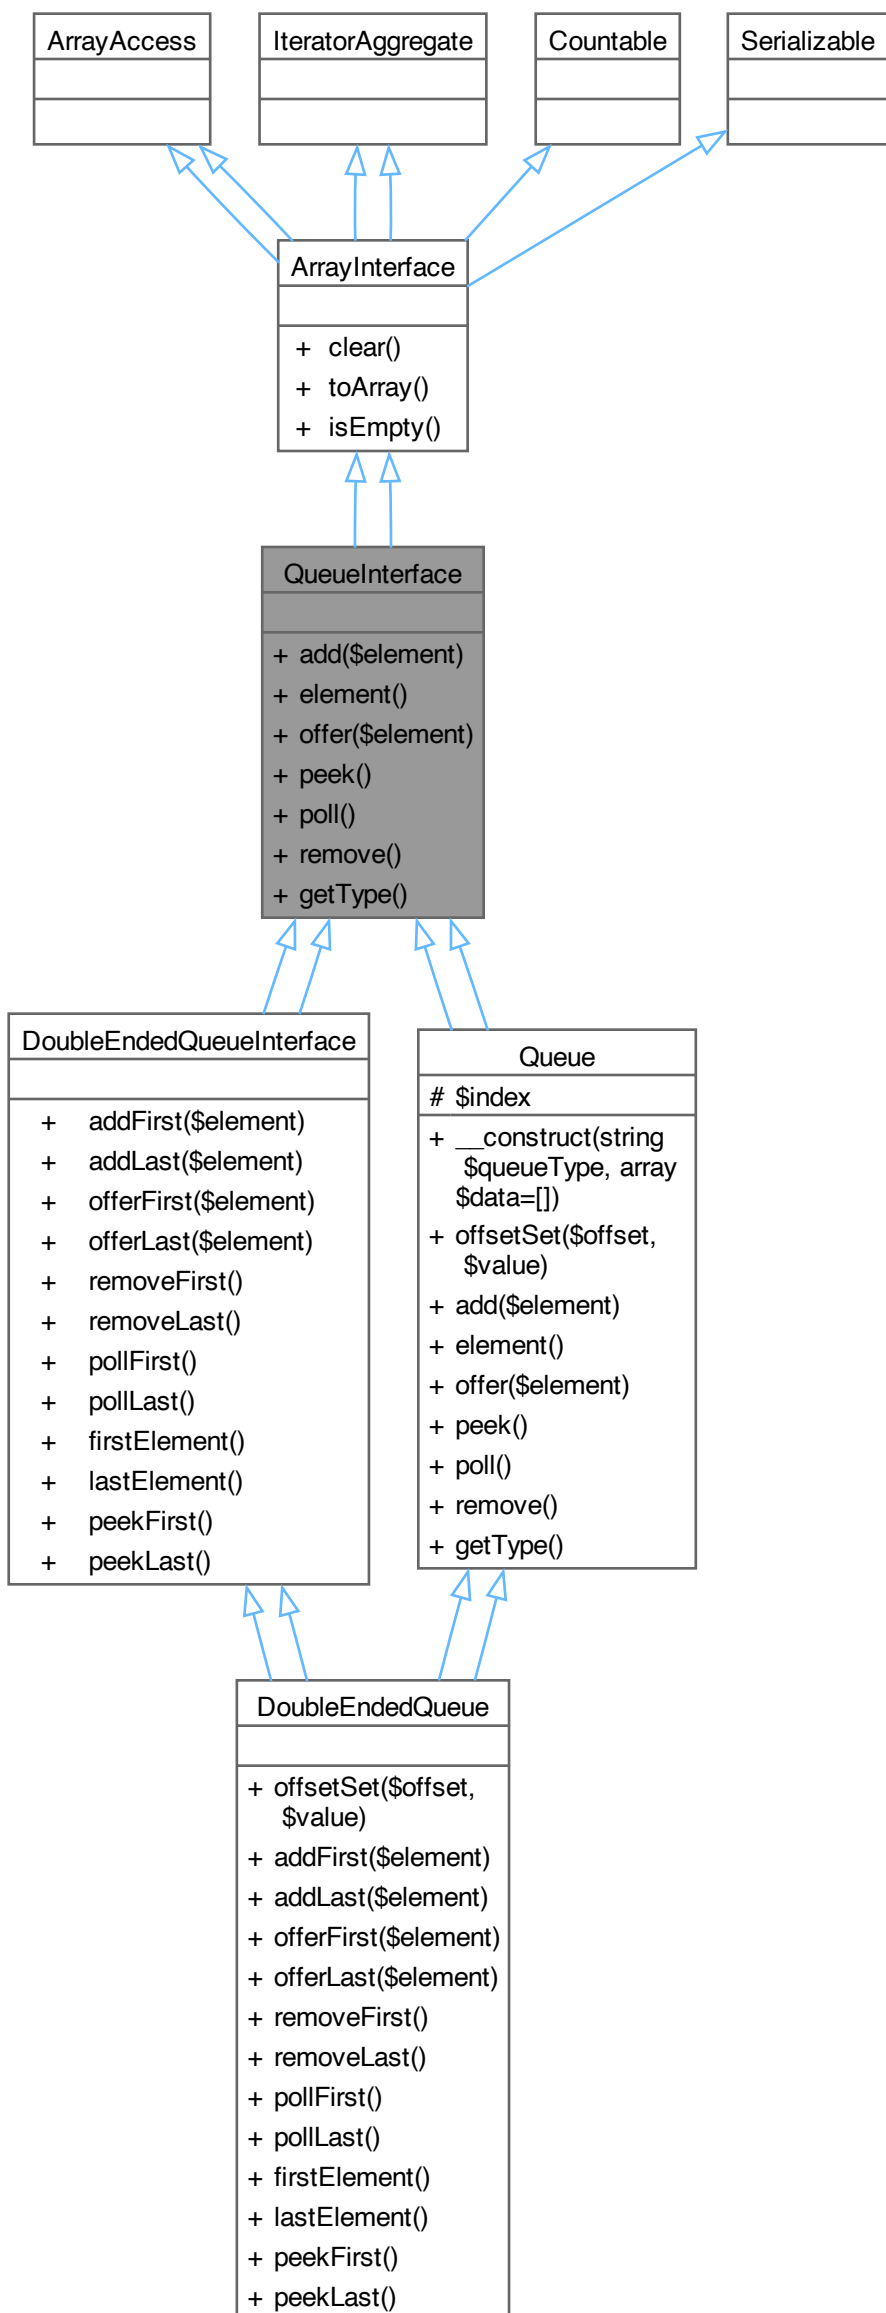 ArrayAccess
IteratorAggregate
Countable
Serializable
ArrayInterface
+ clear()
+ toArray()
+ isEmpty()
QueueInterface
+ add($element)
+ element()
+ offer($element)
+ peek()
+ poll()
+ remove()
+ getType()
DoubleEndedQueueInterface
+ addFirst($element)
+ addLast($element)
+ offerFirst($element)
+ offerLast($element)
+ removeFirst()
+ removeLast()
+ pollFirst()
+ pollLast()
+ firstElement()
+ lastElement()
+ peekFirst()
+ peekLast()
Queue
# $index
+ __construct(string
$queueType, array
$data=[])
+ offsetSet($offset,
$value)
+ add($element)
+ element()
+ offer($element)
+ peek()
+ poll()
+ remove()
+ getType()
DoubleEndedQueue
+ offsetSet($offset,
$value)
+ addFirst($element)
+ addLast($element)
+ offerFirst($element)
+ offerLast($element)
+ removeFirst()
+ removeLast()
+ pollFirst()
+ pollLast()
+ firstElement()
+ lastElement()
+ peekFirst()
+ peekLast()